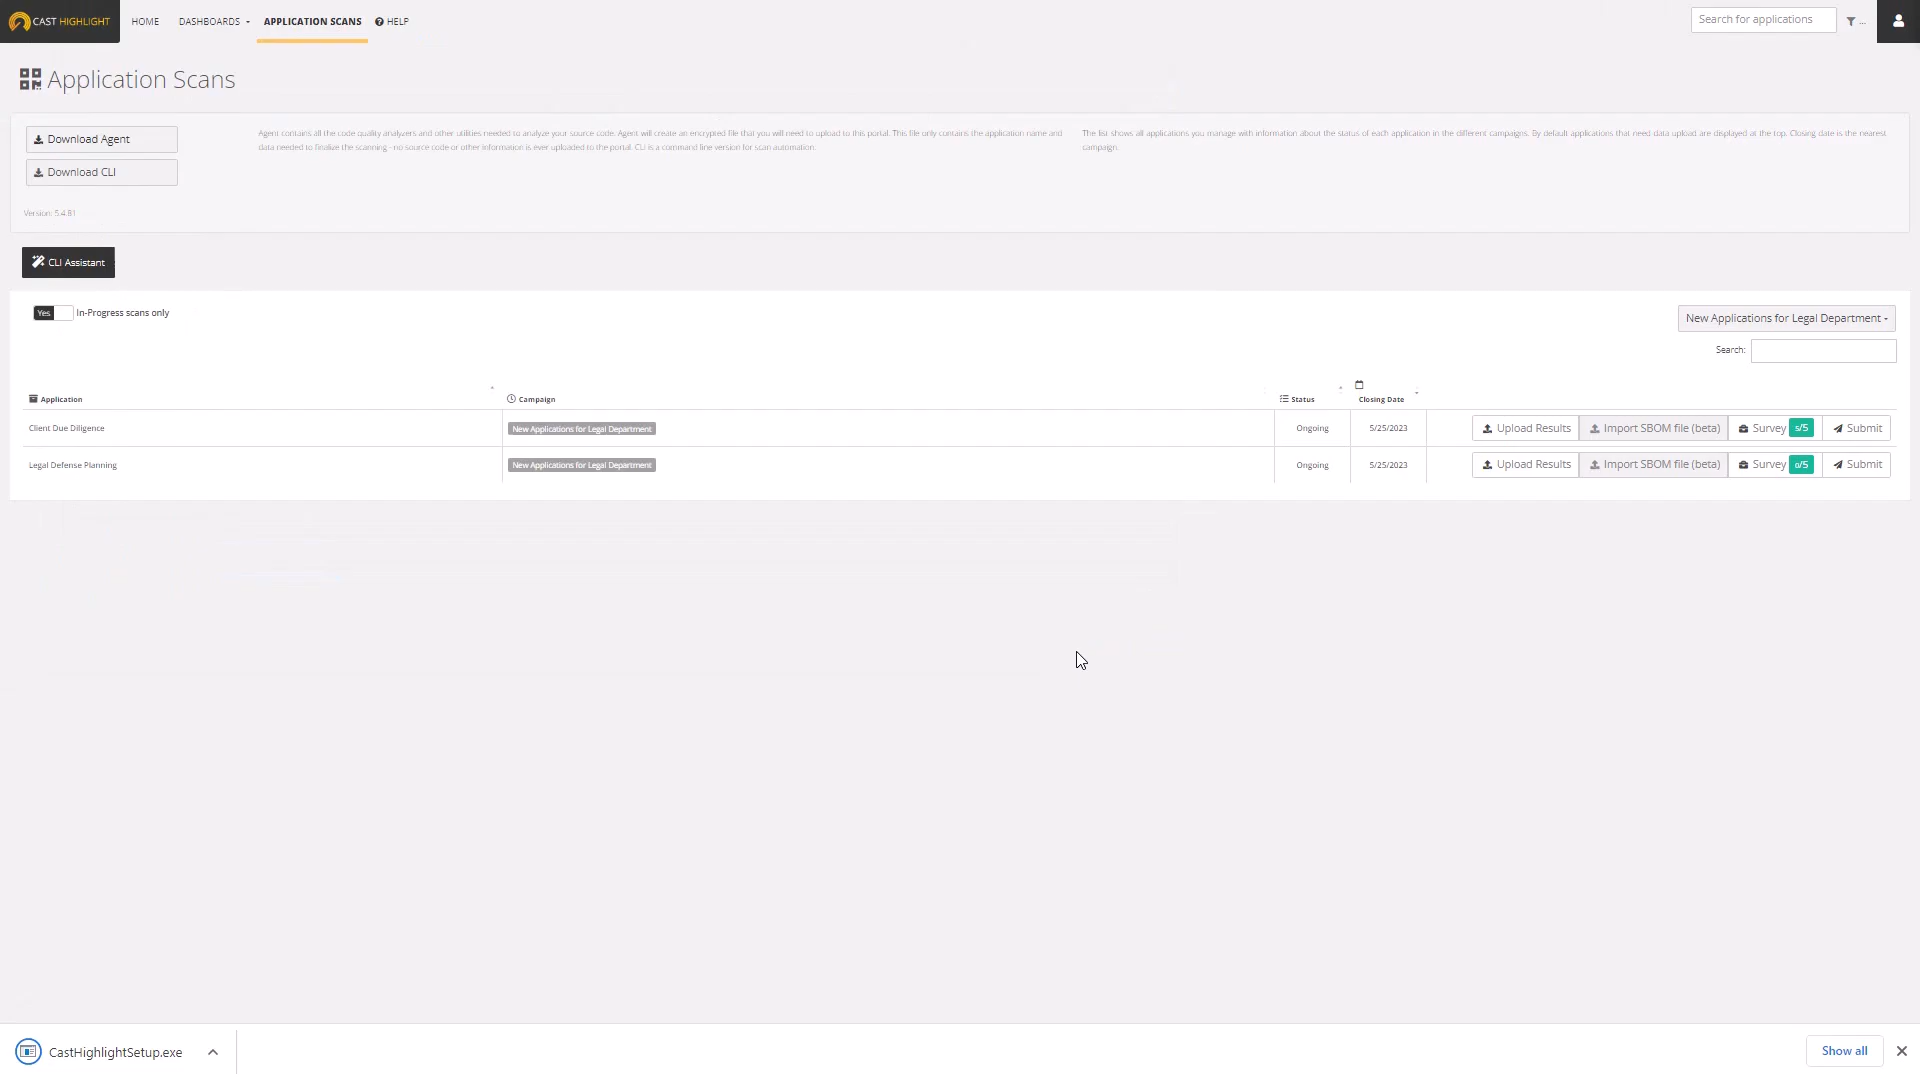 CAST HIGHLIGHT
HOME
DASHBOARDS
APPLICATION SCANS
HELP
Search for applications
...
Application Scans
Download Agent
Download CLI
Version: 5.4.81
Agent contains all the code quality analyzers and other utilities needed to analyze your source code. Agent will create an encrypted file that you will need to upload to this portal. This file only contains the application name and
data needed to finalize the scanning - no source code or other information is ever uploaded to the portal. CLI is a command line version for scan automation.
The list shows all applications you manage with information about the status of each application in the different campaigns. By default applications that need data upload are displayed at the top. Closing date is the nearest
campaign.
CLI Assistant
Yes
In-Progress scans only
New Applications for Legal Department
Search:
Application
Campaign
Status
Closing Date
Client Due Diligence
New Applications for Legal Department
Ongoing
5/25/2023
Upload Results
Import SBOM file (beta)
Survey 5/5
Submit
Legal Defense Planning
New Applications for Legal Department
Ongoing
5/25/2023
Upload Results
Import SBOM file (beta)
Survey 0/5
Submit
CastHighlightSetup.exe
Show all